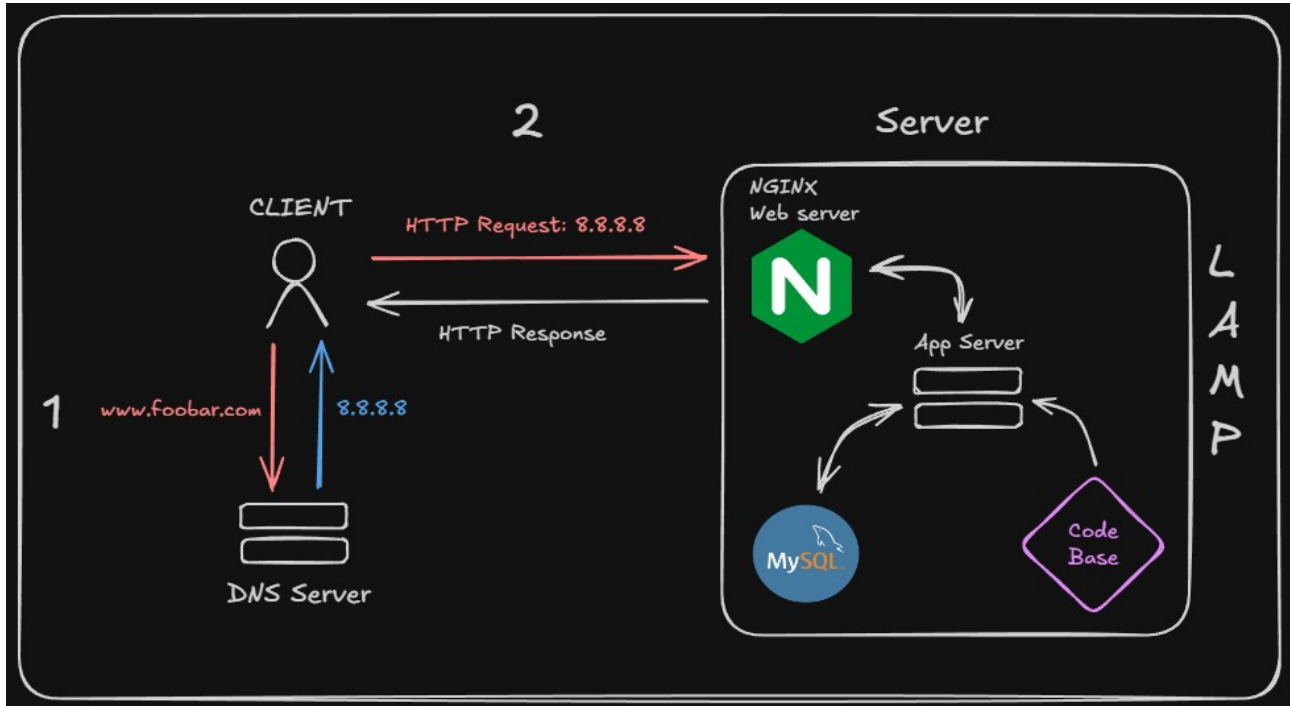 2
Server
CLIENT
HTTP Request: 8.8.8.8
HTTP Response
NGINX
Web server
N
App Server
L
A
M
P
1
www.foobar.com
8.8.8.8
DNS Server
MySQL
Code
Base